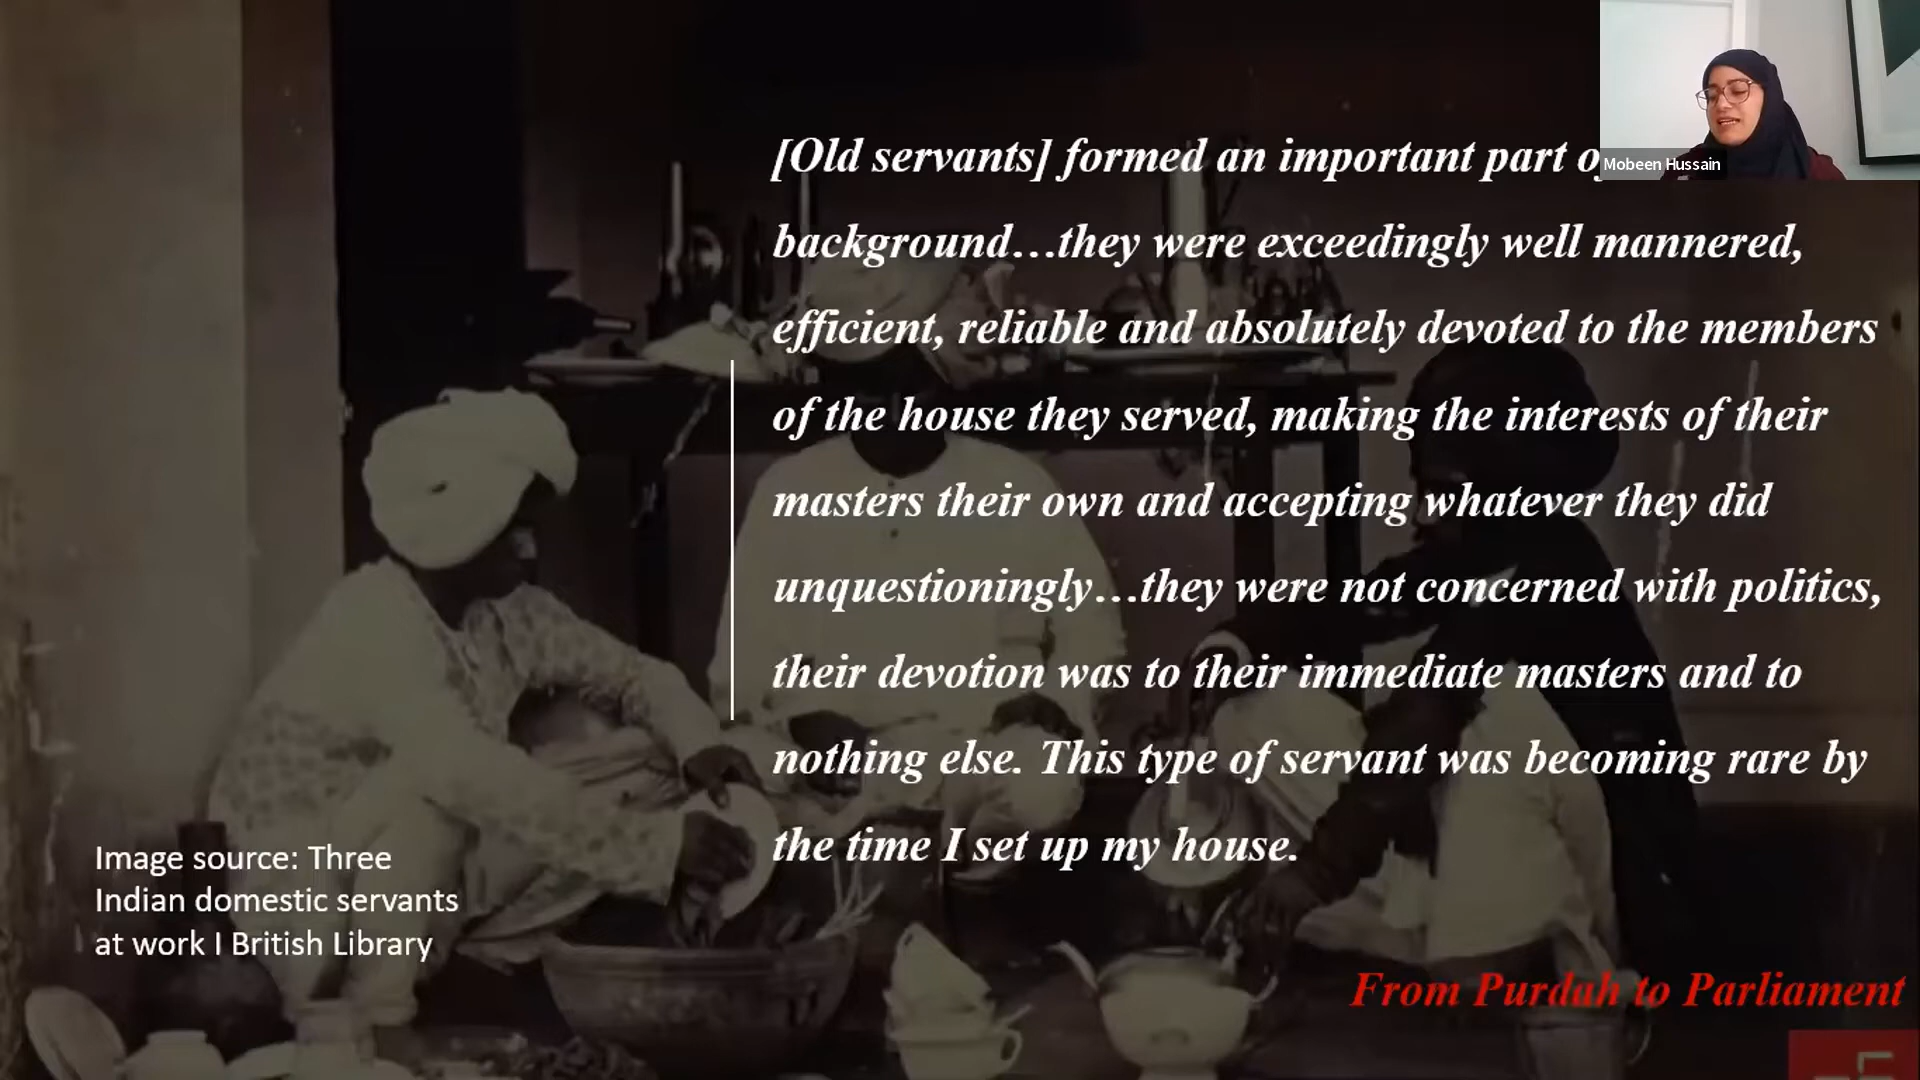 [Old servants] formed an important part
Mobeen Hussain
background…they were exceedingly well mannered,
efficient, reliable and absolutely devoted to the members
of the house they served, making the interests of their
masters their own and accepting whatever they did
unquestioningly…they were not concerned with politics,
their devotion was to their immediate masters and to
nothing else. This type of servant was becoming rare by
the time I set up my house.
Image source: Three
Indian domestic servants
at work I British Library
From Purdah to Parliament